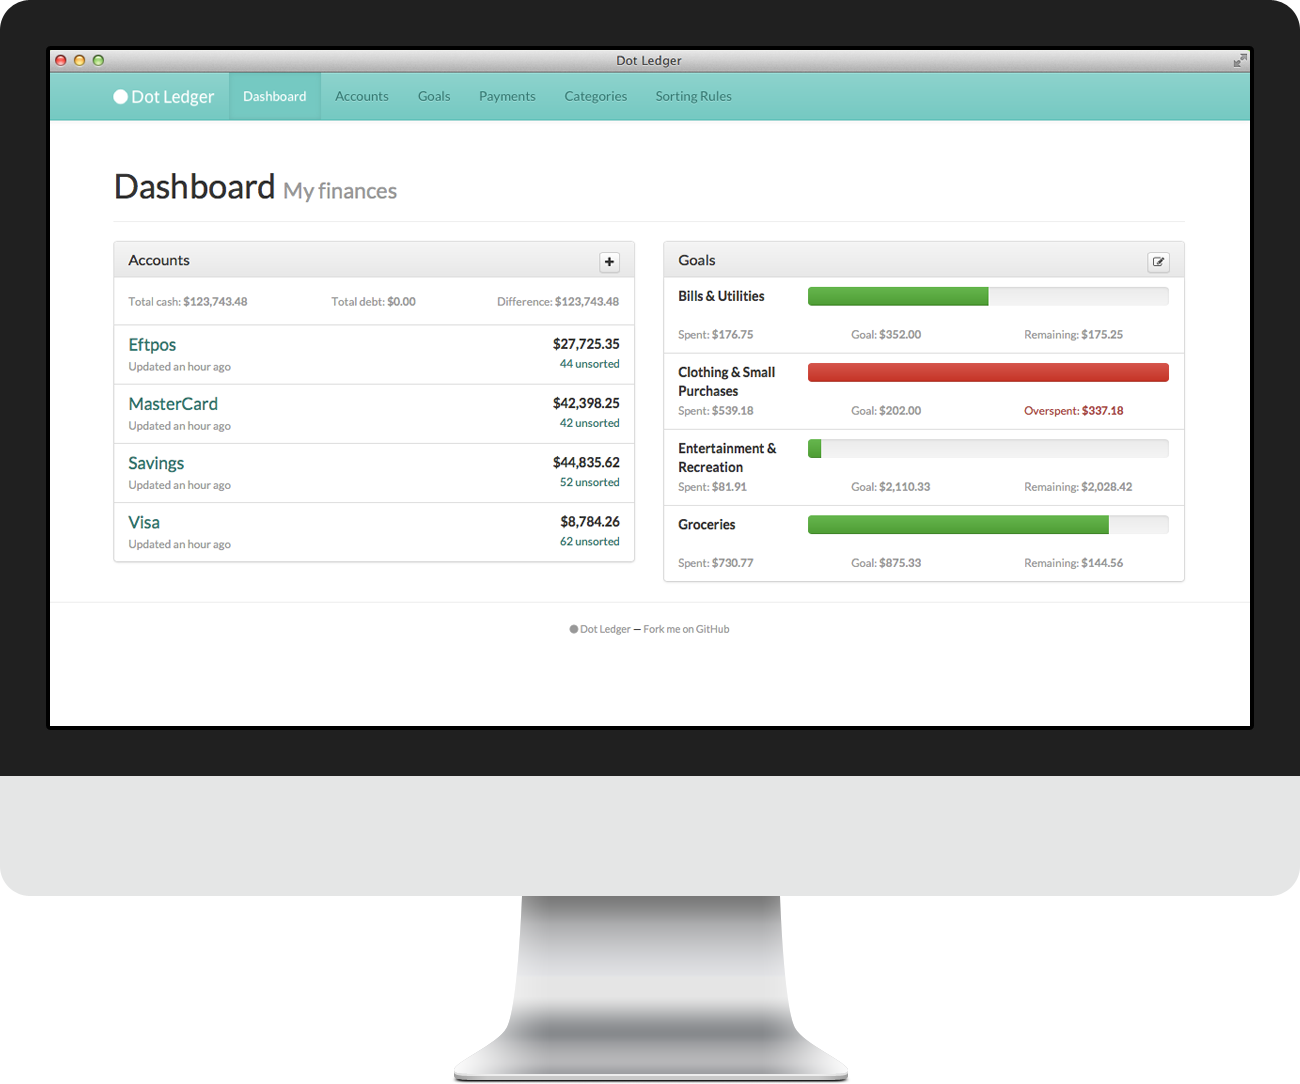 Dot Ledger
Dot Ledger Dashboard Accounts Goals Payments Categories Sorting Rules
Dashboard My finances
Accounts
Total cash: $123,743.48 Total debt: $0.00 Difference: $123,743.48
Eftpos $27,725.35
Updated an hour ago 44 unsorted
MasterCard $42,398.25
Updated an hour ago 42 unsorted
Savings $44,835.62
Updated an hour ago 52 unsorted
Visa $8,784.26
Updated an hour ago 62 unsorted
Goals
Bills & Utilities
Spent: $176.75 Goal: $352.00 Remaining: $175.25
Clothing & Small
Purchases
Spent: $539.18 Goal: $202.00 Overspent: $337.18
Entertainment &
Recreation
Spent: $81.91 Goal: $2,110.33 Remaining: $2,028.42
Groceries
Spent: $730.77 Goal: $875.33 Remaining: $144.56
Dot Ledger — Fork me on GitHub